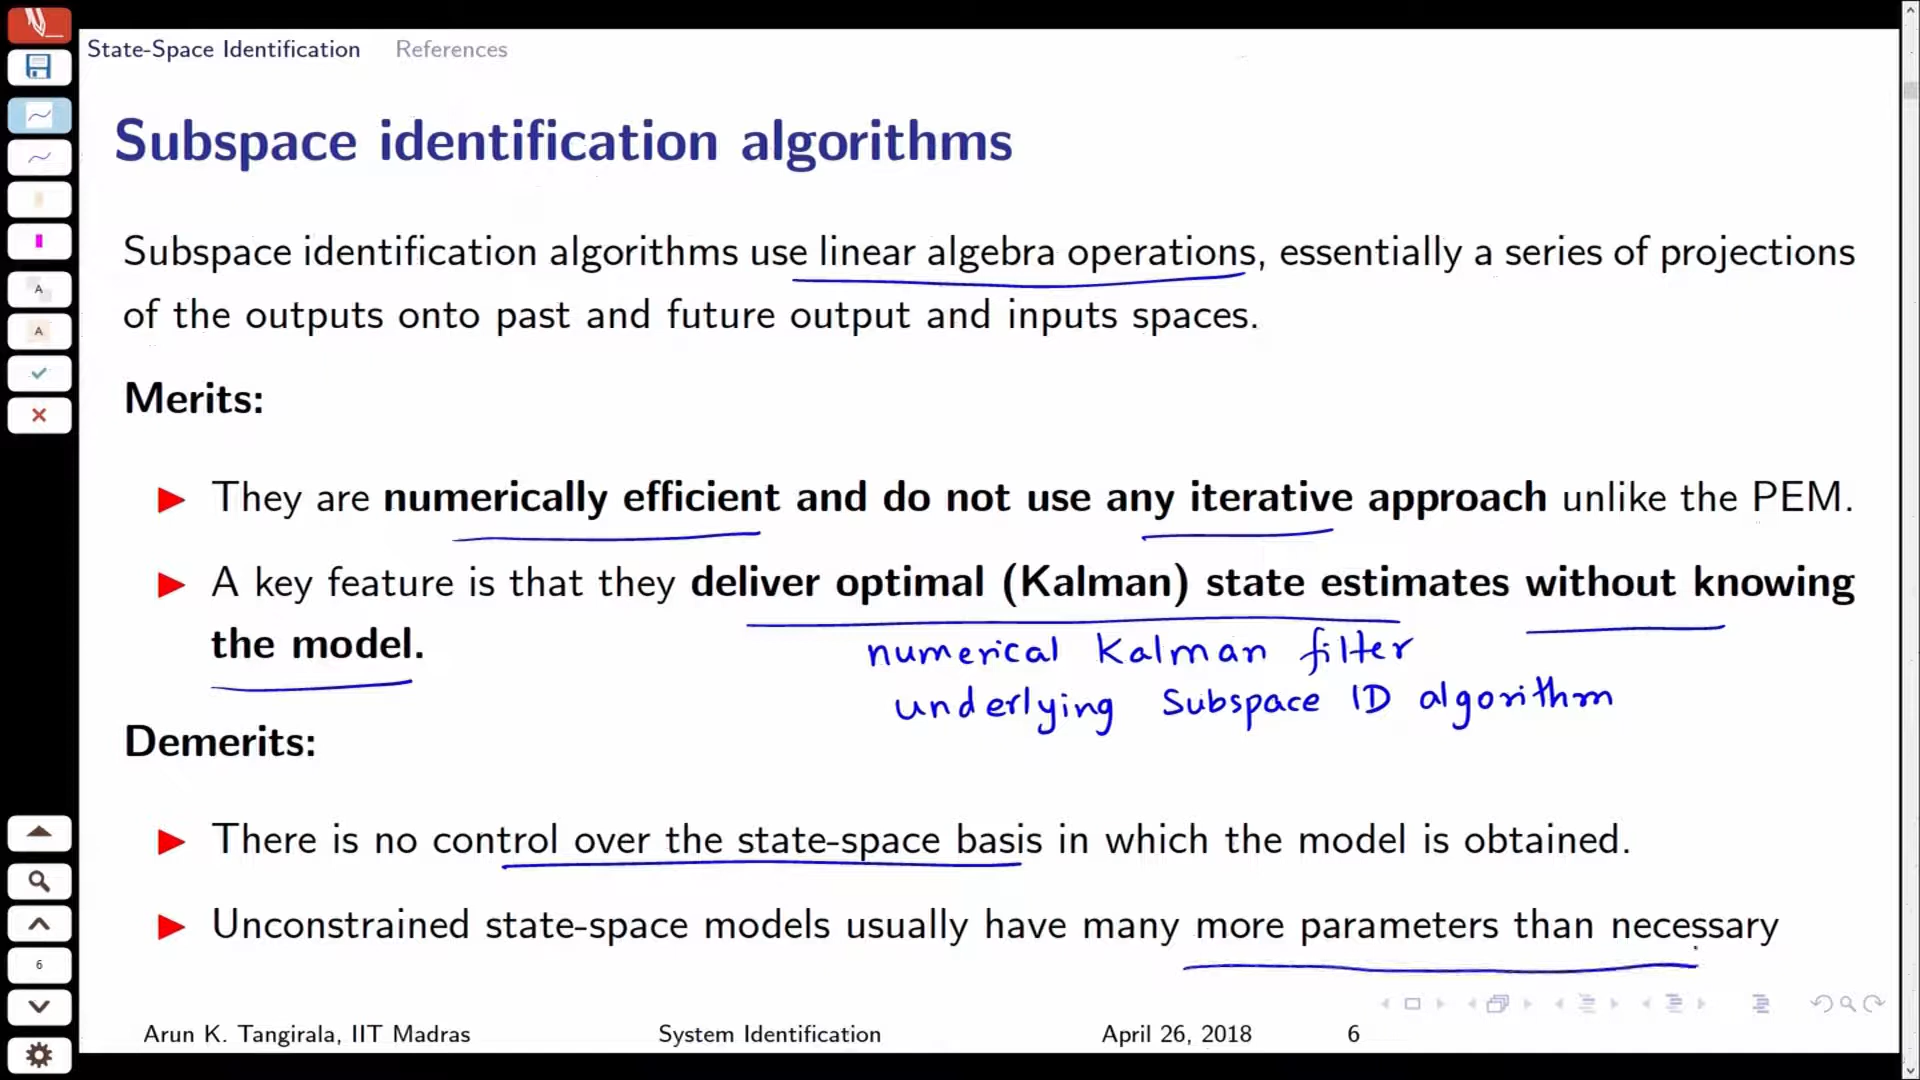 State-Space Identification References
Subspace identification algorithms
Subspace identification algorithms use linear algebra operations, essentially a series of projections
of the outputs onto past and future output and inputs spaces.
Merits:
They are numerically efficient and do not use any iterative approach unlike the PEM.
A key feature is that they deliver optimal (Kalman) state estimates without knowing
the model.
numerical Kalman filter
underlying Subspace ID algorithm
Demerits:
There is no control over the state-space basis in which the model is obtained.
Unconstrained state-space models usually have many more parameters than necessary
Arun K. Tangirala, IIT Madras System Identification April 26, 2018 6
A
A
6